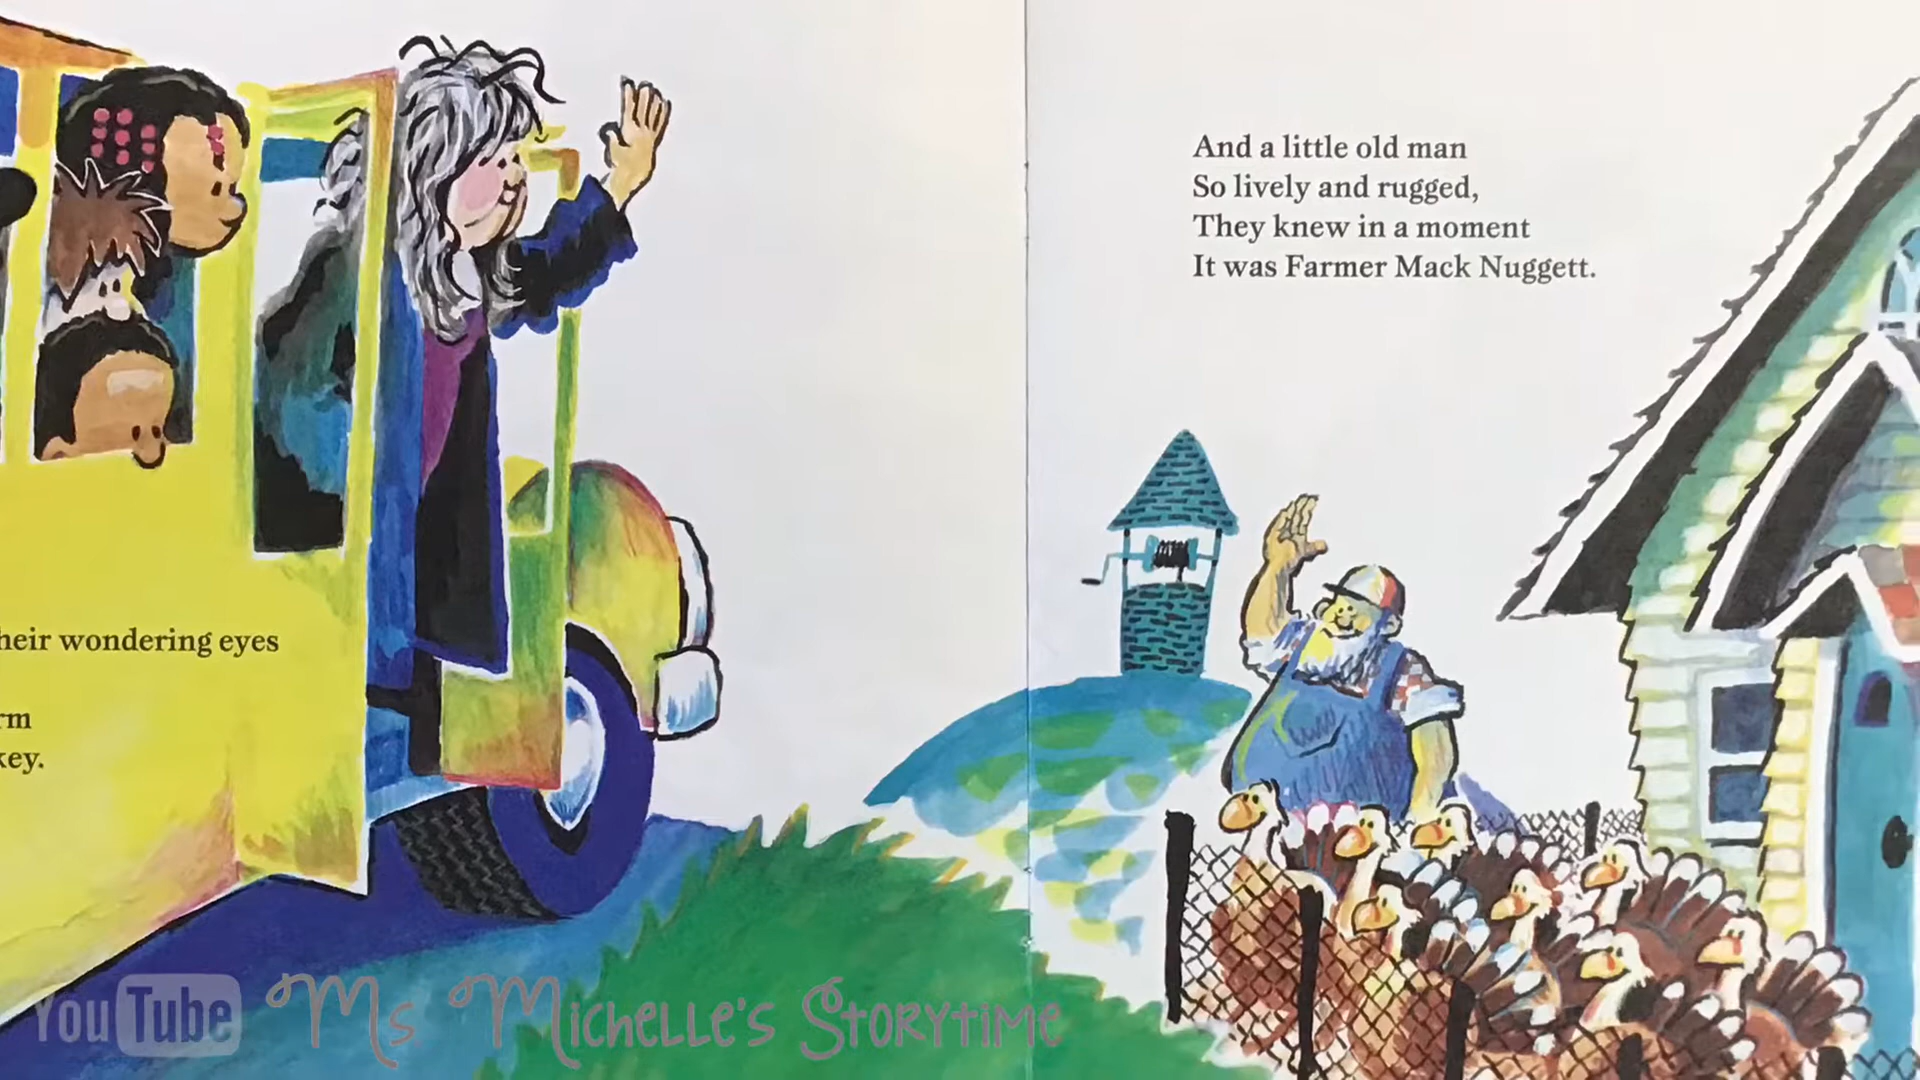 heir wondering eyes
rm
key.
And a little old man
So lively and rugged,
They knew in a moment
It was Farmer Mack Nuggett.
YouTube Ms Michelle's Storytime